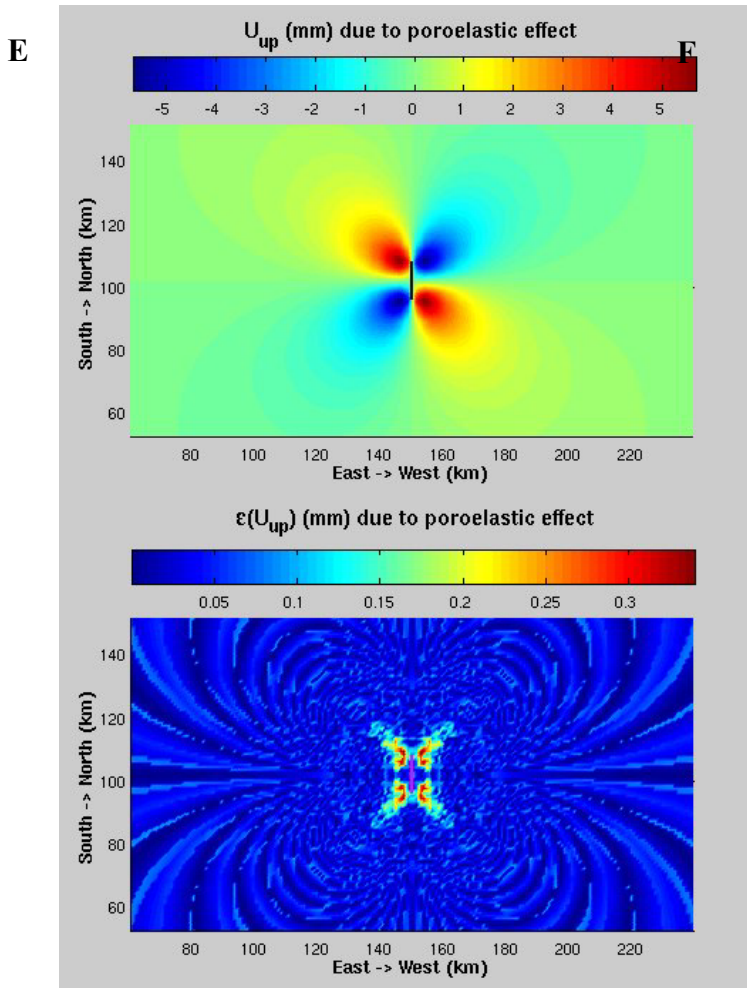 E
U_up (mm) due to poroelastic effect
F
-5 -4 -3 -2 -1 0 1 2 3 4 5
140
120
100
80
60
South -> North (km)
80 100 120 140 160 180 200 220
East -> West (km)
ε(U_up) (mm) due to poroelastic effect
0.05 0.1 0.15 0.2 0.25 0.3
140
120
100
80
60
South -> North (km)
80 100 120 140 160 180 200 220
East -> West (km)